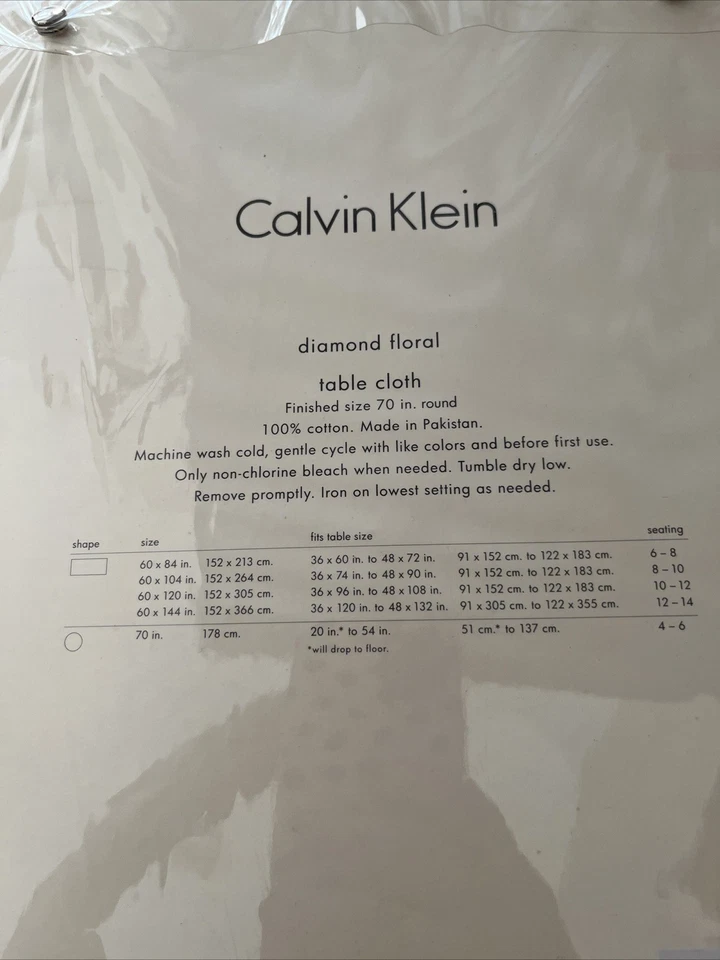 Calvin Klein
diamond floral
table cloth
Finished size 70 in. round
100% cotton. Made in Pakistan.
Machine wash cold, gentle cycle with like colors and before first use.
Only non-chlorine bleach when needed. Tumble dry low.
Remove promptly. Iron on lowest setting as needed.
shape size fits table size seating
60 x 84 in. 152 x 213 cm. 36 x 60 in. to 48 x 72 in. 91 x 152 cm. to 122 x 183 cm. 6 – 8
60 x 104 in. 152 x 264 cm. 36 x 74 in. to 48 x 90 in. 91 x 152 cm. to 122 x 183 cm. 8 – 10
60 x 120 in. 152 x 305 cm. 36 x 96 in. to 48 x 108 in. 91 x 152 cm. to 122 x 183 cm. 10 – 12
60 x 144 in. 152 x 366 cm. 36 x 120 in. to 48 x 132 in. 91 x 305 cm. to 122 x 355 cm. 12 – 14
70 in. 178 cm. 20 in.* to 54 in. 51 cm.* to 137 cm. 4 – 6
*will drop to floor.